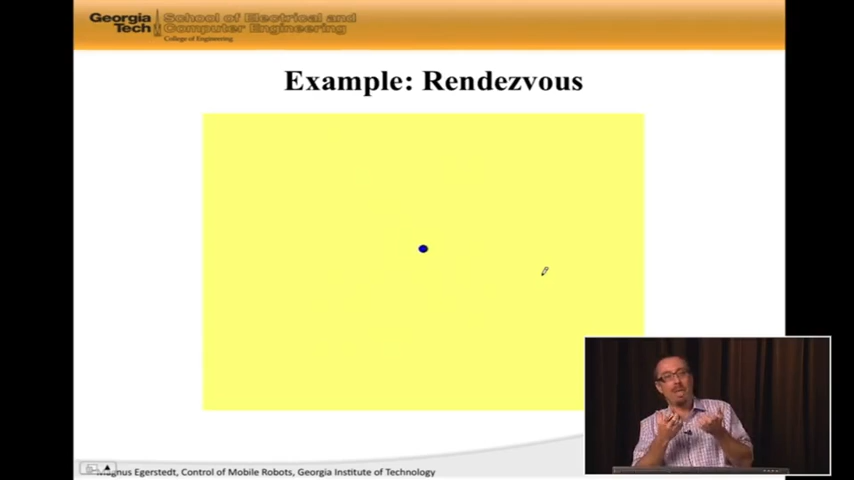 Georgia Tech
School of Electrical and
Computer Engineering
College of Engineering
Example: Rendezvous
Magnus Egerstedt, Control of Mobile Robots, Georgia Institute of Technology